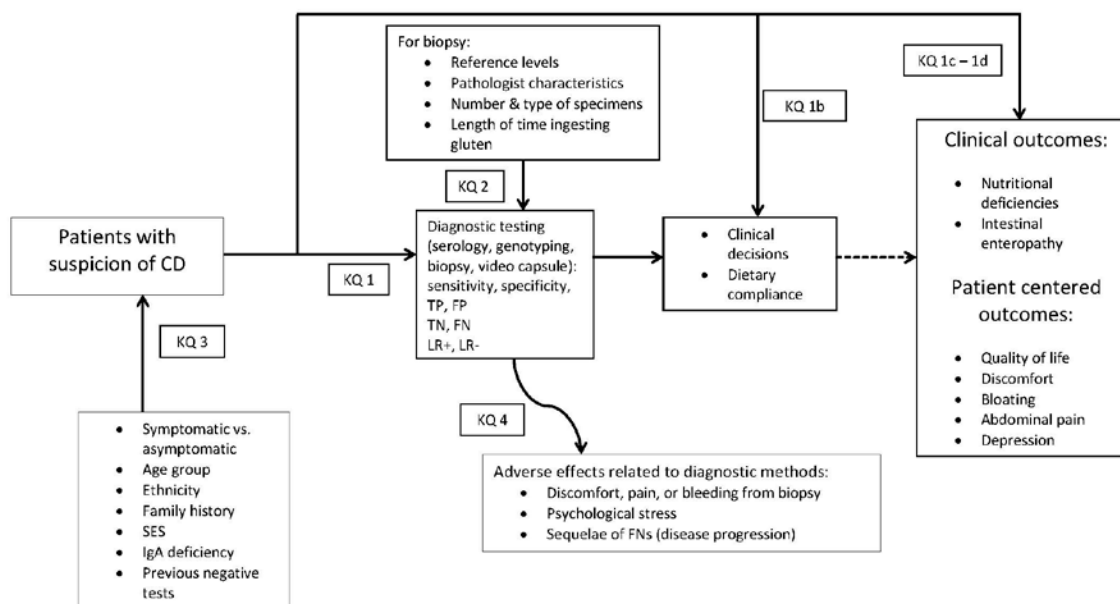 For biopsy:
• Reference levels
• Pathologist characteristics
• Number & type of specimens
• Length of time ingesting
gluten
KQ 1c – 1d
KQ 1b
KQ 2
Patients with
suspicion of CD
KQ 1
Diagnostic testing
(serology, genotyping,
biopsy, video capsule):
sensitivity, specificity,
TP, FP
TN, FN
LR+, LR-
• Clinical
decisions
• Dietary
compliance
Clinical outcomes:
• Nutritional
deficiencies
• Intestinal
enteropathy
Patient centered
outcomes:
• Quality of life
• Discomfort
• Bloating
• Abdominal pain
• Depression
KQ 3
• Symptomatic vs.
asymptomatic
• Age group
• Ethnicity
• Family history
• SES
• IgA deficiency
• Previous negative
tests
KQ 4
Adverse effects related to diagnostic methods:
• Discomfort, pain, or bleeding from biopsy
• Psychological stress
• Sequelae of FNs (disease progression)